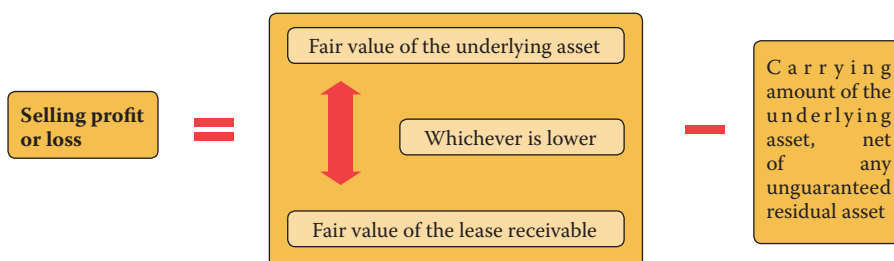 Selling profit
or loss
Fair value of the underlying asset
Whichever is lower
Fair value of the lease receivable
Carrying
amount of the
underlying
asset, net
of any
unguaranteed
residual asset